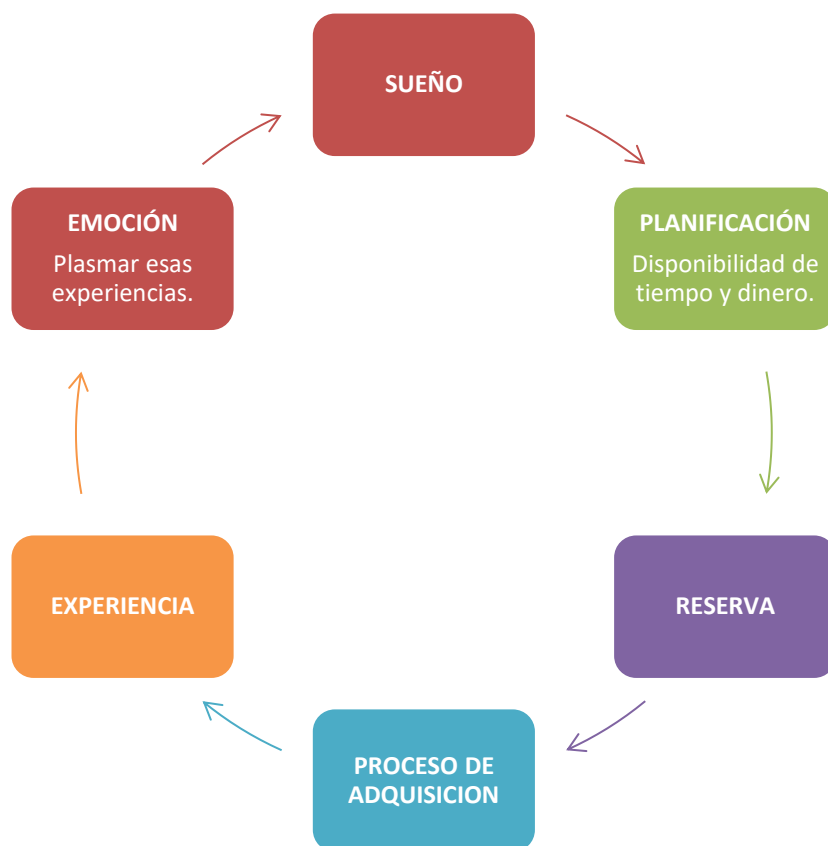 SUEÑO
PLANIFICACIÓN
Disponibilidad de
tiempo y dinero.
RESERVA
PROCESO DE
ADQUISICION
EXPERIENCIA
EMOCIÓN
Plasmar esas
experiencias.